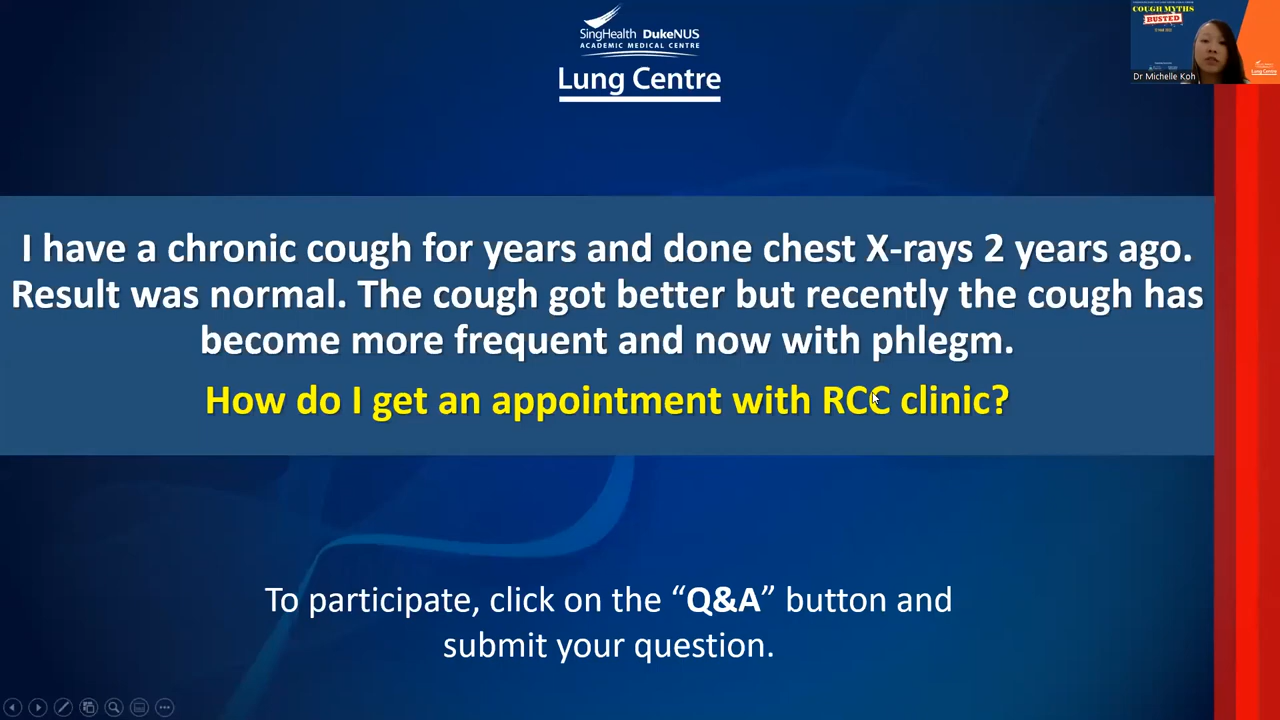 SingHealth DukeNUS
ACADEMIC MEDICAL CENTRE
Lung Centre
COUGH MYTHS
BUSTED
Dr Michelle Koh
Lung Centre
I have a chronic cough for years and done chest X-rays 2 years ago.
Result was normal. The cough got better but recently the cough has
become more frequent and now with phlegm.
How do I get an appointment with RCC clinic?
To participate, click on the “Q&A” button and
submit your question.